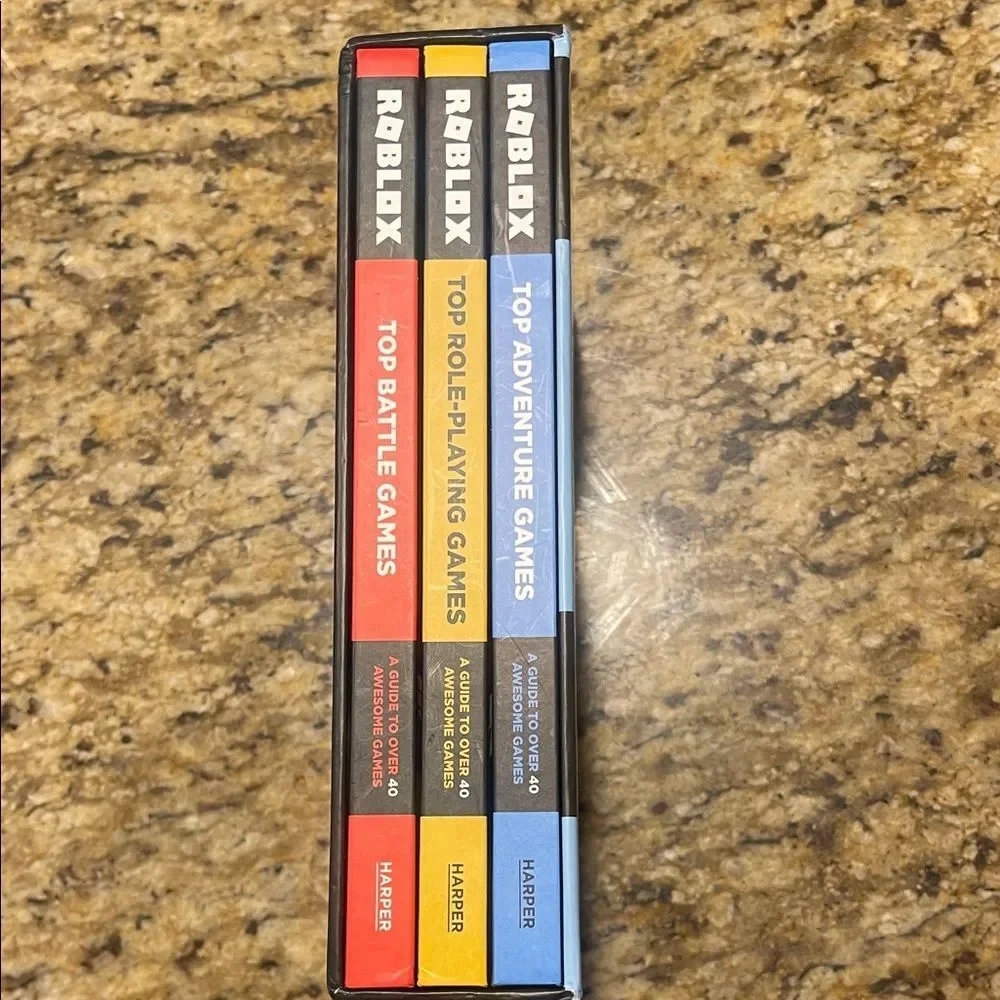 ROBLOX
TOP BATTLE GAMES
A GUIDE TO OVER 40
AWESOME GAMES
HARPER
ROBLOX
TOP ROLE-PLAYING GAMES
A GUIDE TO OVER 40
AWESOME GAMES
HARPER
ROBLOX
TOP ADVENTURE GAMES
A GUIDE TO OVER 40
AWESOME GAMES
HARPER